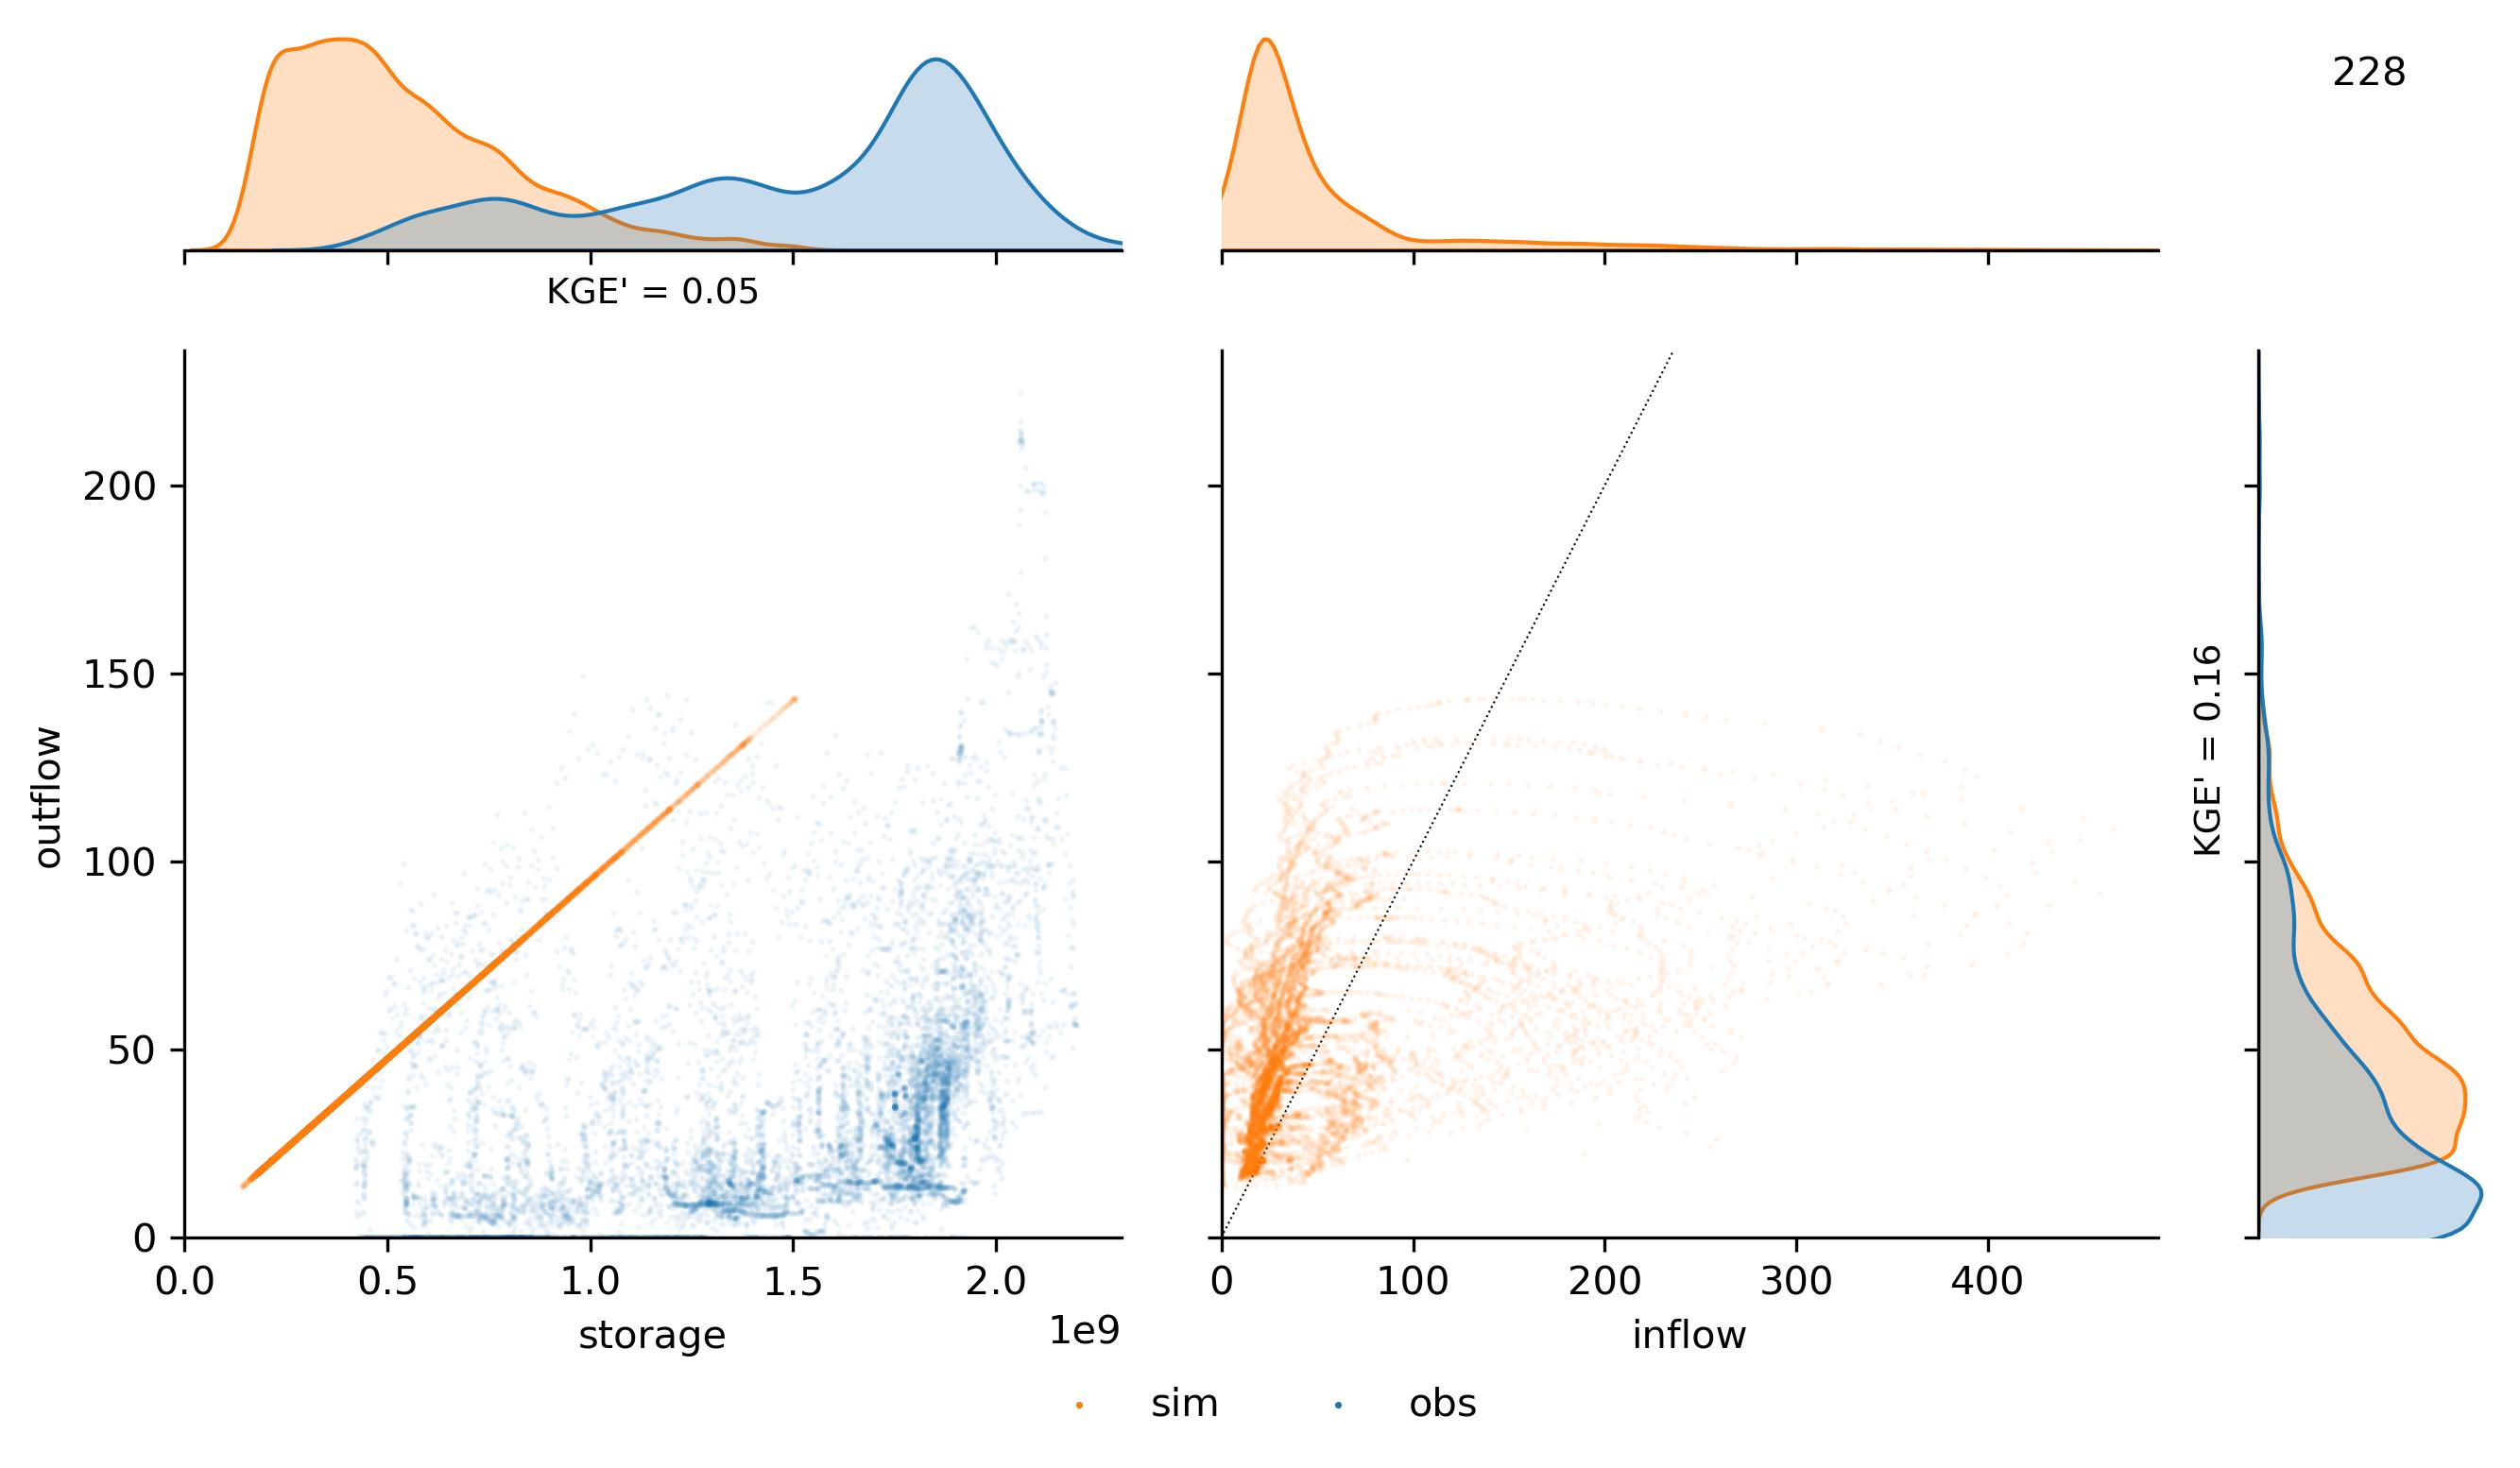 228
KGE' = 0.05
KGE' = 0.16
outflow
200
150
100
50
0
0.0 0.5 1.0 1.5 2.0
1e9
storage
0 100 200 300 400
inflow
sim obs